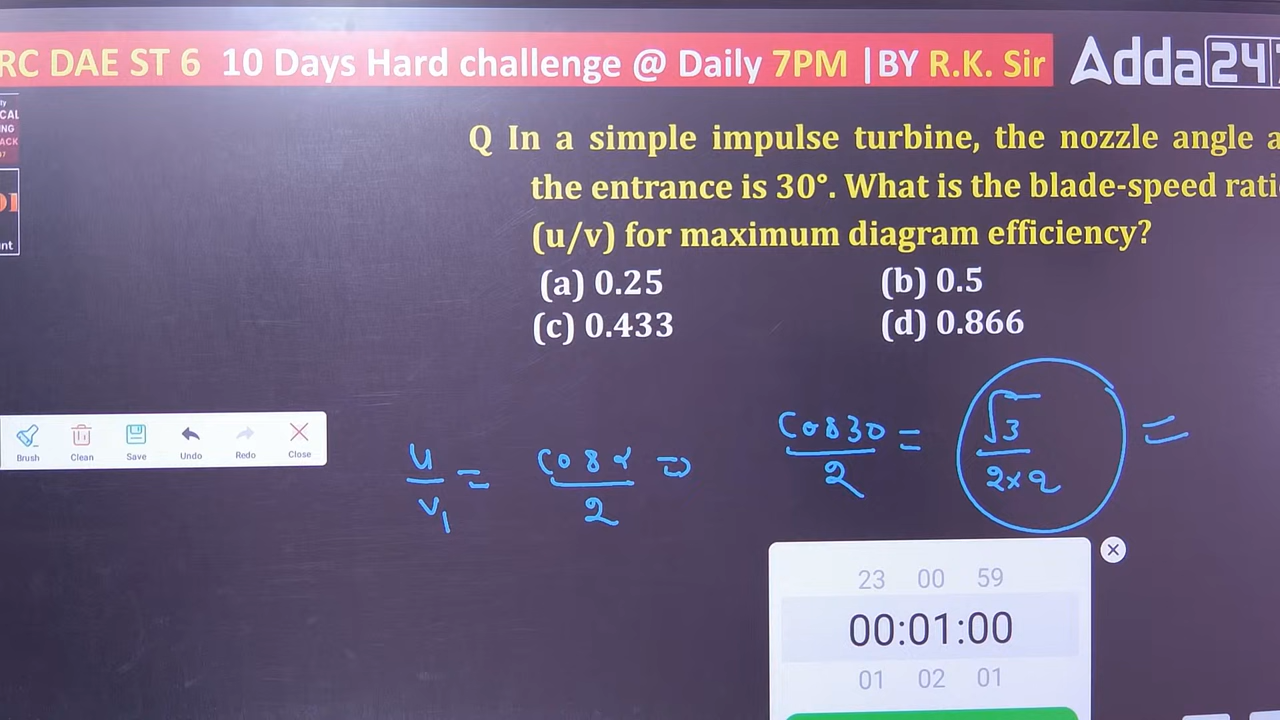 RC DAE ST 6 10 Days Hard challenge @ Daily 7PM |BY R.K. Sir
Adda 24
CAL
NG
ACK
nt
Q In a simple impulse turbine, the nozzle angle a
the entrance is 30°. What is the blade-speed rati
(u/v) for maximum diagram efficiency?
(a) 0.25 (b) 0.5
(c) 0.433 (d) 0.866
u/v₁ = cosα/2 ⇒ cos30/2 = √3/2×2 =
Brush Clean Save Undo Redo Close
23 00 59
00:01:00
01 02 01